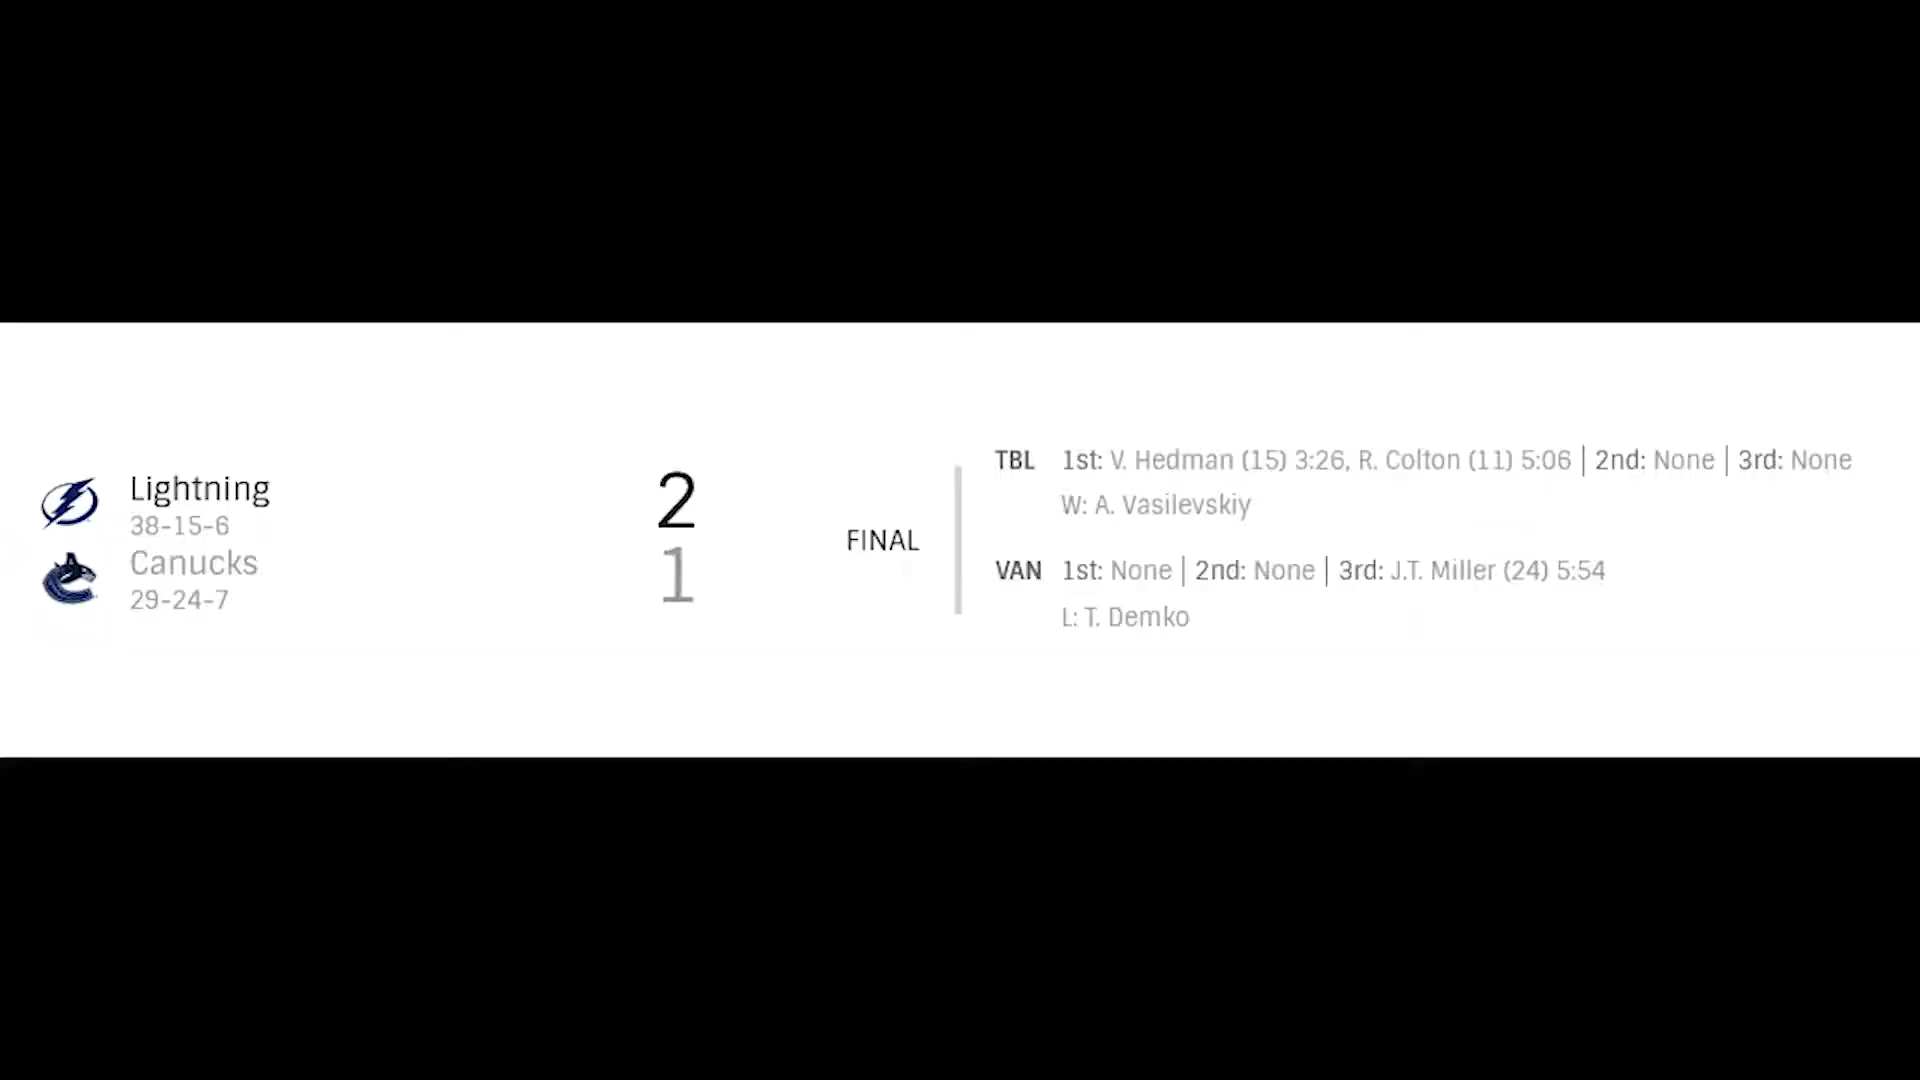 Lightning
38-15-6
2
Canucks
29-24-7
1
FINAL
TBL 1st: V. Hedman (15) 3:26, R. Colton (11) 5:06 | 2nd: None | 3rd: None
W: A. Vasilevskiy
VAN 1st: None | 2nd: None | 3rd: J.T. Miller (24) 5:54
L: T. Demko